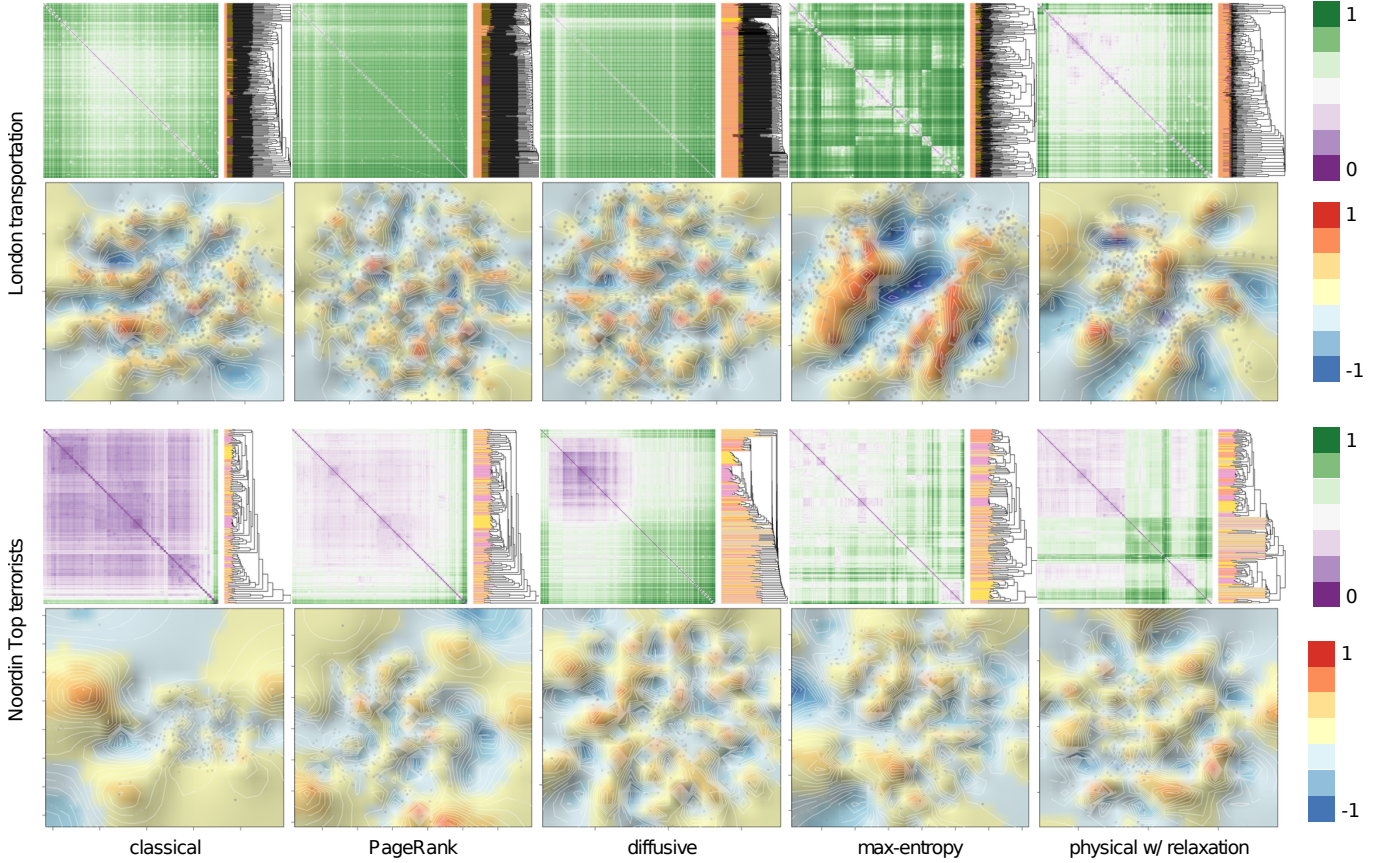 1
0
London transportation
1
-1
1
0
Noordin Top terrorists
1
-1
classical
PageRank
diffusive
max-entropy
physical w/ relaxation